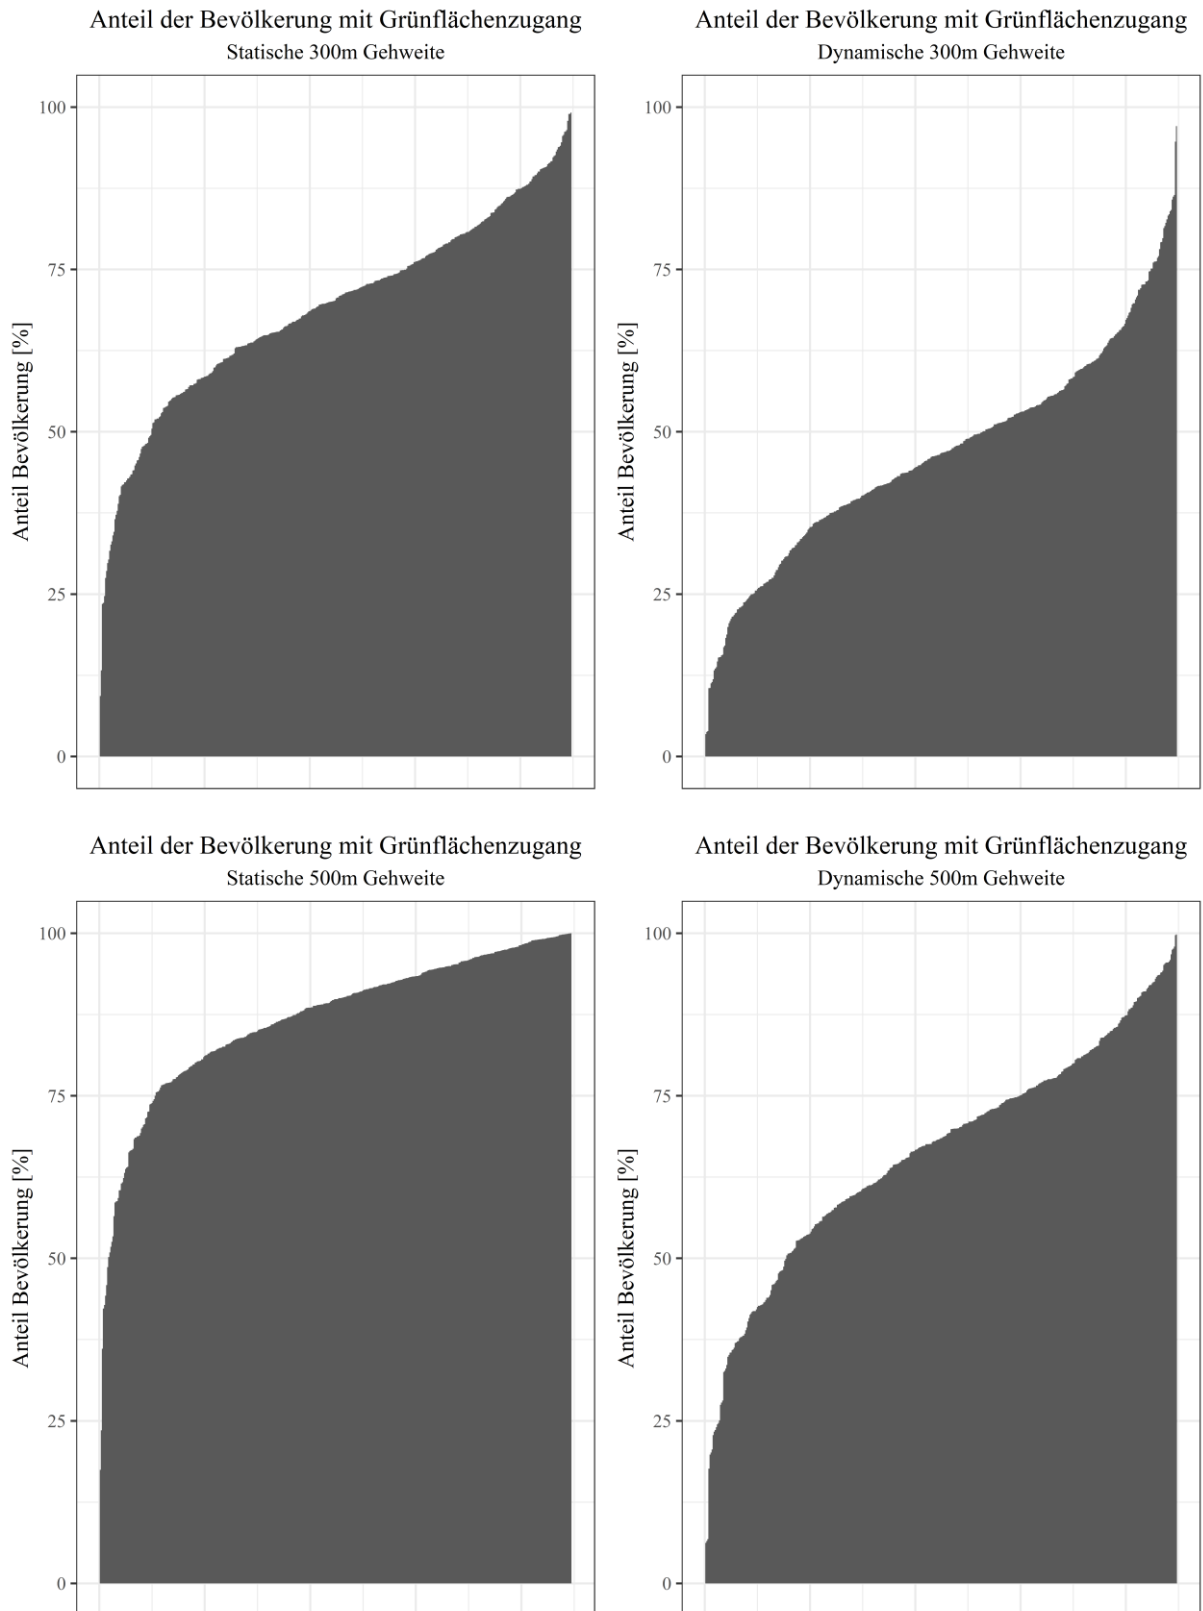 Anteil der Bevölkerung mit Grünflächenzugang
Statische 300m Gehweite
100
75
50
25
0
Anteil Bevölkerung [%]
Anteil der Bevölkerung mit Grünflächenzugang
Dynamische 300m Gehweite
100
75
50
25
0
Anteil Bevölkerung [%]
Anteil der Bevölkerung mit Grünflächenzugang
Statische 500m Gehweite
100
75
50
25
0
Anteil Bevölkerung [%]
Anteil der Bevölkerung mit Grünflächenzugang
Dynamische 500m Gehweite
100
75
50
25
0
Anteil Bevölkerung [%]